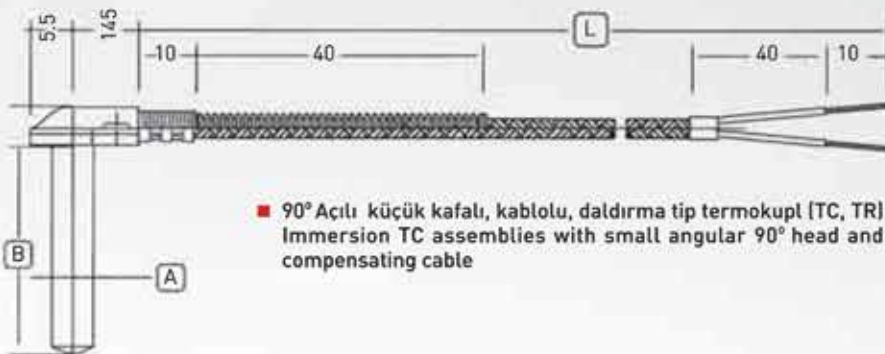 5.5 145 L
10 40 40 10
B
A
90° Açılı küçük kafalı, kablolu, daldırma tip termokupl (TC, TR)
Immersion TC assemblies with small angular 90° head and
compensating cable